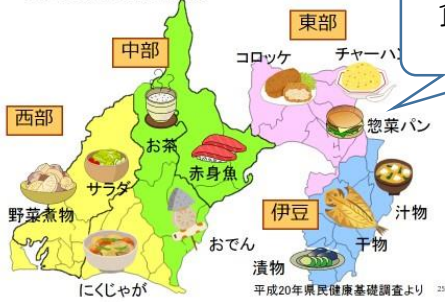 東部
中部
コロッケ
チャーハン
西部
惣菜パン
お茶
サラダ
赤身魚
野菜煮物
伊豆
汁物
おでん
干物
漬物
にくじゃが
平成20年県民健康基礎調査より